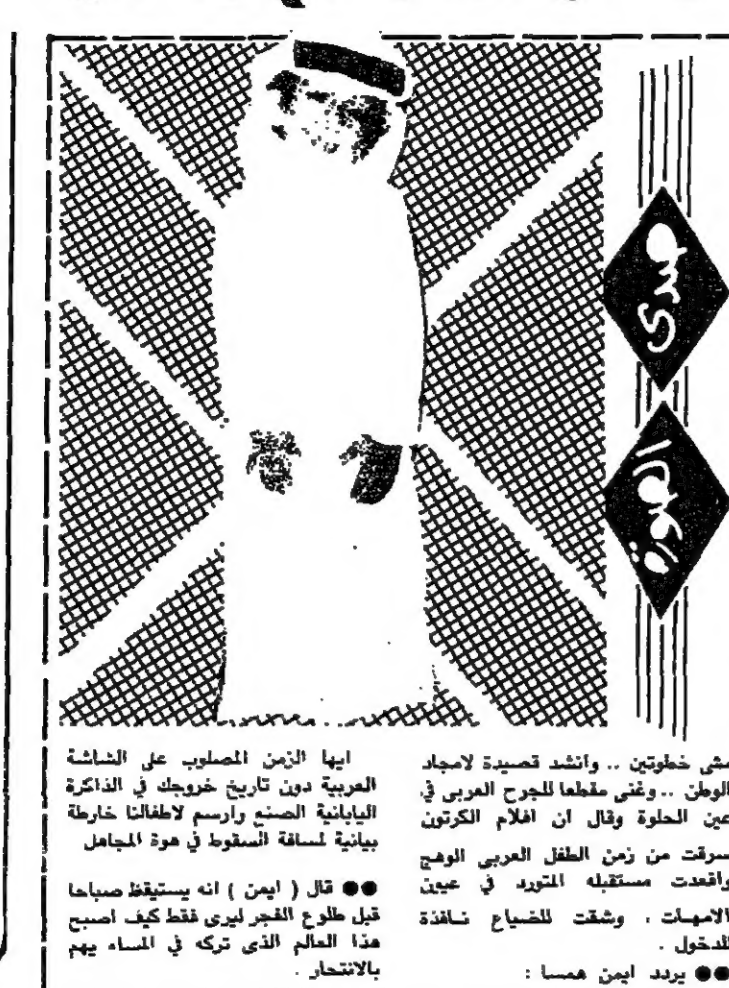 صدى
الصورة
مشى خطوتين .. وانشد قصيدة لامجاد
الوطن .. وغنى مقطعا للجرح العربى في
عين الحلوة وقال ان افلام الكرتون
سرقت من زمن الطفل العربى الوهج
واقعدت مستقبله المتورد في عيون
الامهات ، وشقت للضياع نافذة
للدخول .
●● يردد ايمن همسا :
ايها الزمن المصلوب على الشاشة
العربية دون تاريخ خروجك في الذاكرة
اليابانية الصنع وارسم لاطفالنا خارطة
بيانية لمسافة السقوط في هوة المجاهل
●● قال ( ايمن ) انه يستيقظ صباحا
قبل طلوع الفجر ليرى فقط كيف اصبح
هذا العالم الذى تركه في المساء يهم
بالانتحار .